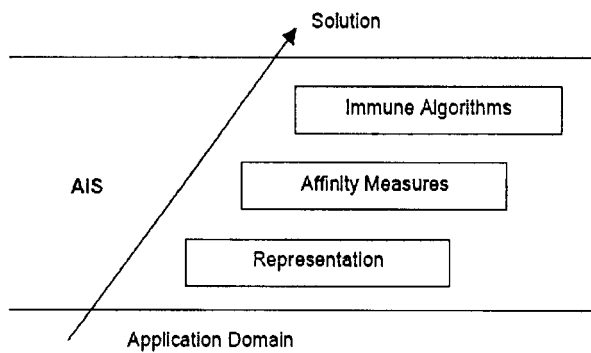 Solution
Immune Algorithms
AIS
Affinity Measures
Representation
Application Domain